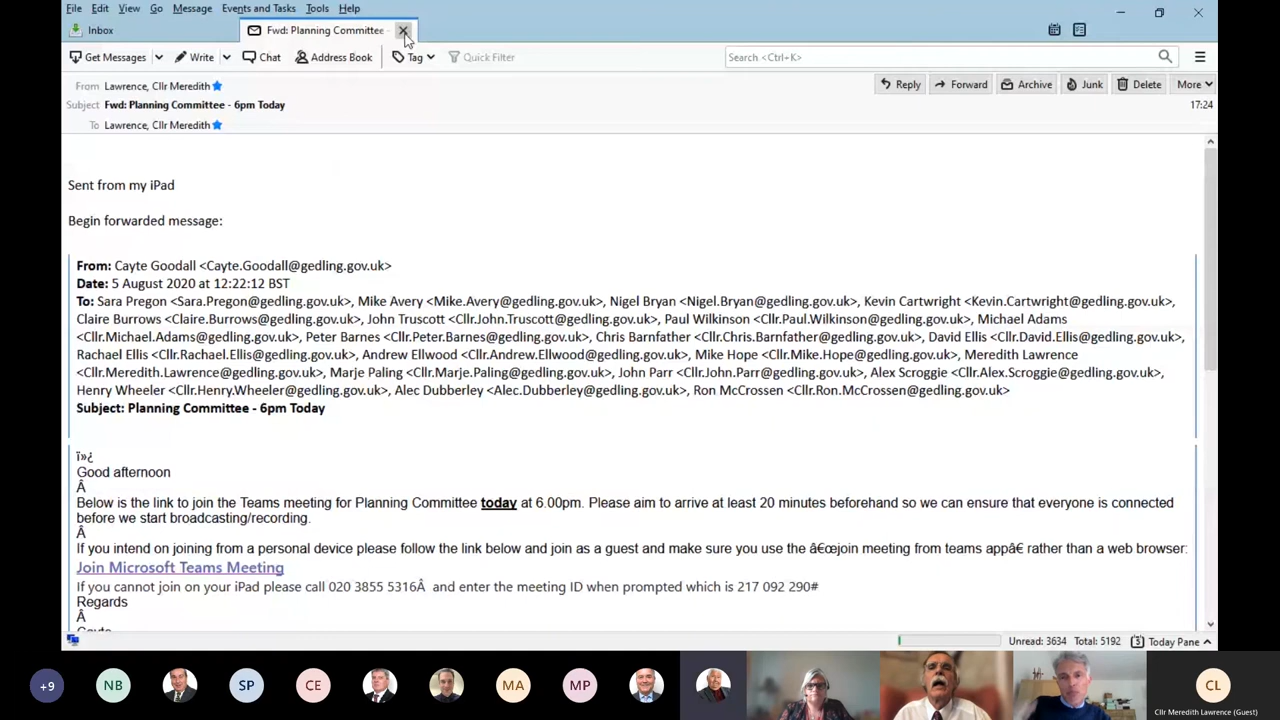 File Edit View Go Message Events and Tasks Tools Help
Inbox
Fwd: Planning Committee -
Get Messages Write Chat Address Book Tag Quick Filter Search <Ctrl+K>
From Lawrence, Cllr Meredith
Reply Forward Archive Junk Delete More
Subject Fwd: Planning Committee - 6pm Today
17:24
To Lawrence, Cllr Meredith
Sent from my iPad
Begin forwarded message:
From: Cayte Goodall <Cayte.Goodall@gedling.gov.uk>
Date: 5 August 2020 at 12:22:12 BST
To: Sara Pregon <Sara.Pregon@gedling.gov.uk>, Mike Avery <Mike.Avery@gedling.gov.uk>, Nigel Bryan <Nigel.Bryan@gedling.gov.uk>, Kevin Cartwright <Kevin.Cartwright@gedling.gov.uk>,
Claire Burrows <Claire.Burrows@gedling.gov.uk>, John Truscott <Cllr.John.Truscott@gedling.gov.uk>, Paul Wilkinson <Cllr.Paul.Wilkinson@gedling.gov.uk>, Michael Adams
<Cllr.Michael.Adams@gedling.gov.uk>, Peter Barnes <Cllr.Peter.Barnes@gedling.gov.uk>, Chris Barnfather <Cllr.Chris.Barnfather@gedling.gov.uk>, David Ellis <Cllr.David.Ellis@gedling.gov.uk>,
Rachael Ellis <Cllr.Rachael.Ellis@gedling.gov.uk>, Andrew Ellwood <Cllr.Andrew.Ellwood@gedling.gov.uk>, Mike Hope <Cllr.Mike.Hope@gedling.gov.uk>, Meredith Lawrence
<Cllr.Meredith.Lawrence@gedling.gov.uk>, Marje Paling <Cllr.Marje.Paling@gedling.gov.uk>, John Parr <Cllr.John.Parr@gedling.gov.uk>, Alex Scroggie <Cllr.Alex.Scroggie@gedling.gov.uk>,
Henry Wheeler <Cllr.Henry.Wheeler@gedling.gov.uk>, Alec Dubberley <Alec.Dubberley@gedling.gov.uk>, Ron McCrossen <Cllr.Ron.McCrossen@gedling.gov.uk>
Subject: Planning Committee - 6pm Today
ï»¿
Good afternoon
Â
Below is the link to join the Teams meeting for Planning Committee today at 6.00pm. Please aim to arrive at least 20 minutes beforehand so we can ensure that everyone is connected
before we start broadcasting/recording.
Â
If you intend on joining from a personal device please follow the link below and join as a guest and make sure you use the â€œjoin meeting from teams appâ€ rather than a web browser:
Join Microsoft Teams Meeting
If you cannot join on your iPad please call 020 3855 5316Â and enter the meeting ID when prompted which is 217 092 290#
Regards
Â
Cayte
Unread: 3634 Total: 5192 Today Pane
+9 NB SP CE MA MP CL
Cllr Meredith Lawrence (Guest)